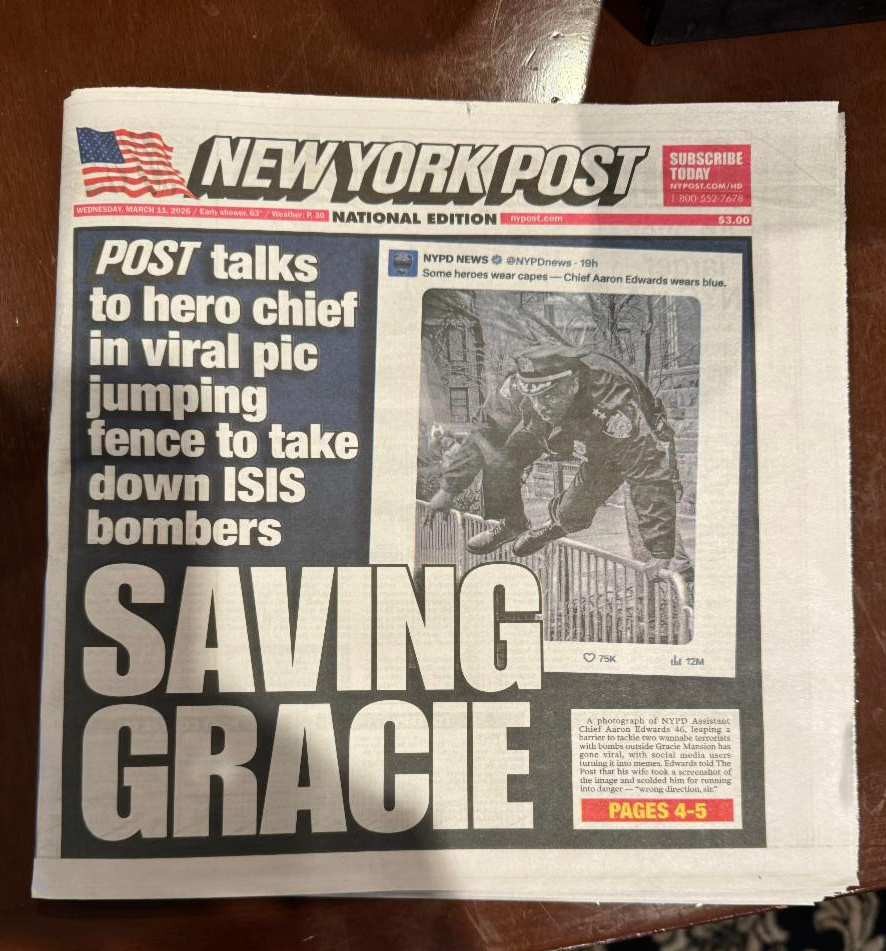 NEW YORK POST
SUBSCRIBE
TODAY
NYPOST.COM/HD
1-800-552-7678
WEDNESDAY, MARCH 11, 2026 / Early shower, 63° / Weather: P. 30
NATIONAL EDITION
nypost.com
$3.00
POST talks
to hero chief
in viral pic
jumping
fence to take
down ISIS
bombers
NYPD NEWS @NYPDnews · 19h
Some heroes wear capes — Chief Aaron Edwards wears blue.
75K
12M
SAVING
GRACIE
A photograph of NYPD Assistant
Chief Aaron Edwards 46, leaping a
barrier to tackle two wannabe terrorists
with bombs outside Gracie Mansion has
gone viral, with social media users
turning it into memes. Edwards told The
Post that his wife took a screenshot of
the image and scolded him for running
into danger — "wrong direction, sir."
PAGES 4-5